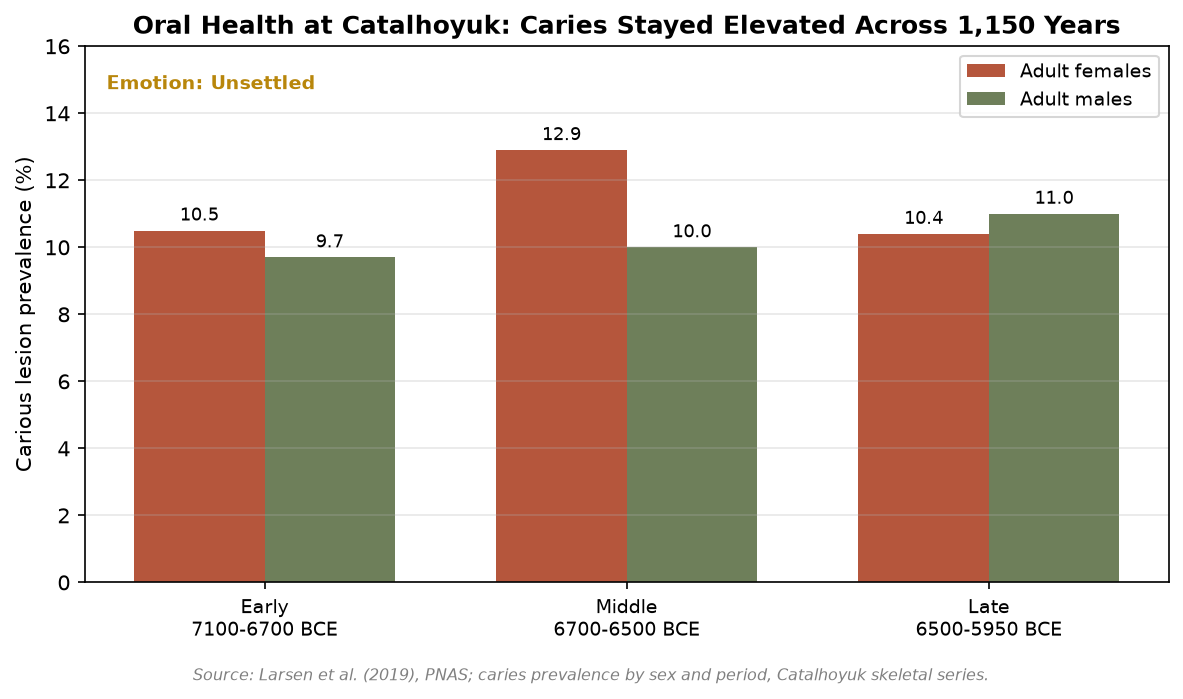 Oral Health at Catalhoyuk: Caries Stayed Elevated Across 1,150 Years
Emotion: Unsettled
Adult females
Adult males
Carious lesion prevalence (%)
16
14
12
10
8
6
4
2
0
10.5
9.7
12.9
10.0
10.4
11.0
Early
7100-6700 BCE
Middle
6700-6500 BCE
Late
6500-5950 BCE
Source: Larsen et al. (2019), PNAS; caries prevalence by sex and period, Catalhoyuk skeletal series.